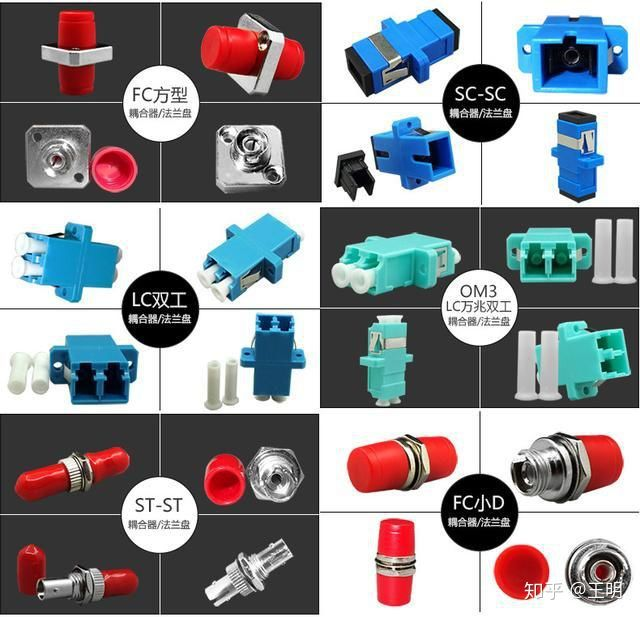 FC方型
耦合器/法兰盘
SC-SC
耦合器/法兰盘
LC双工
耦合器/法兰盘
OM3
LC万兆双工
耦合器/法兰盘
ST-ST
耦合器/法兰盘
FC小D
耦合器/法兰盘
知乎 @王明